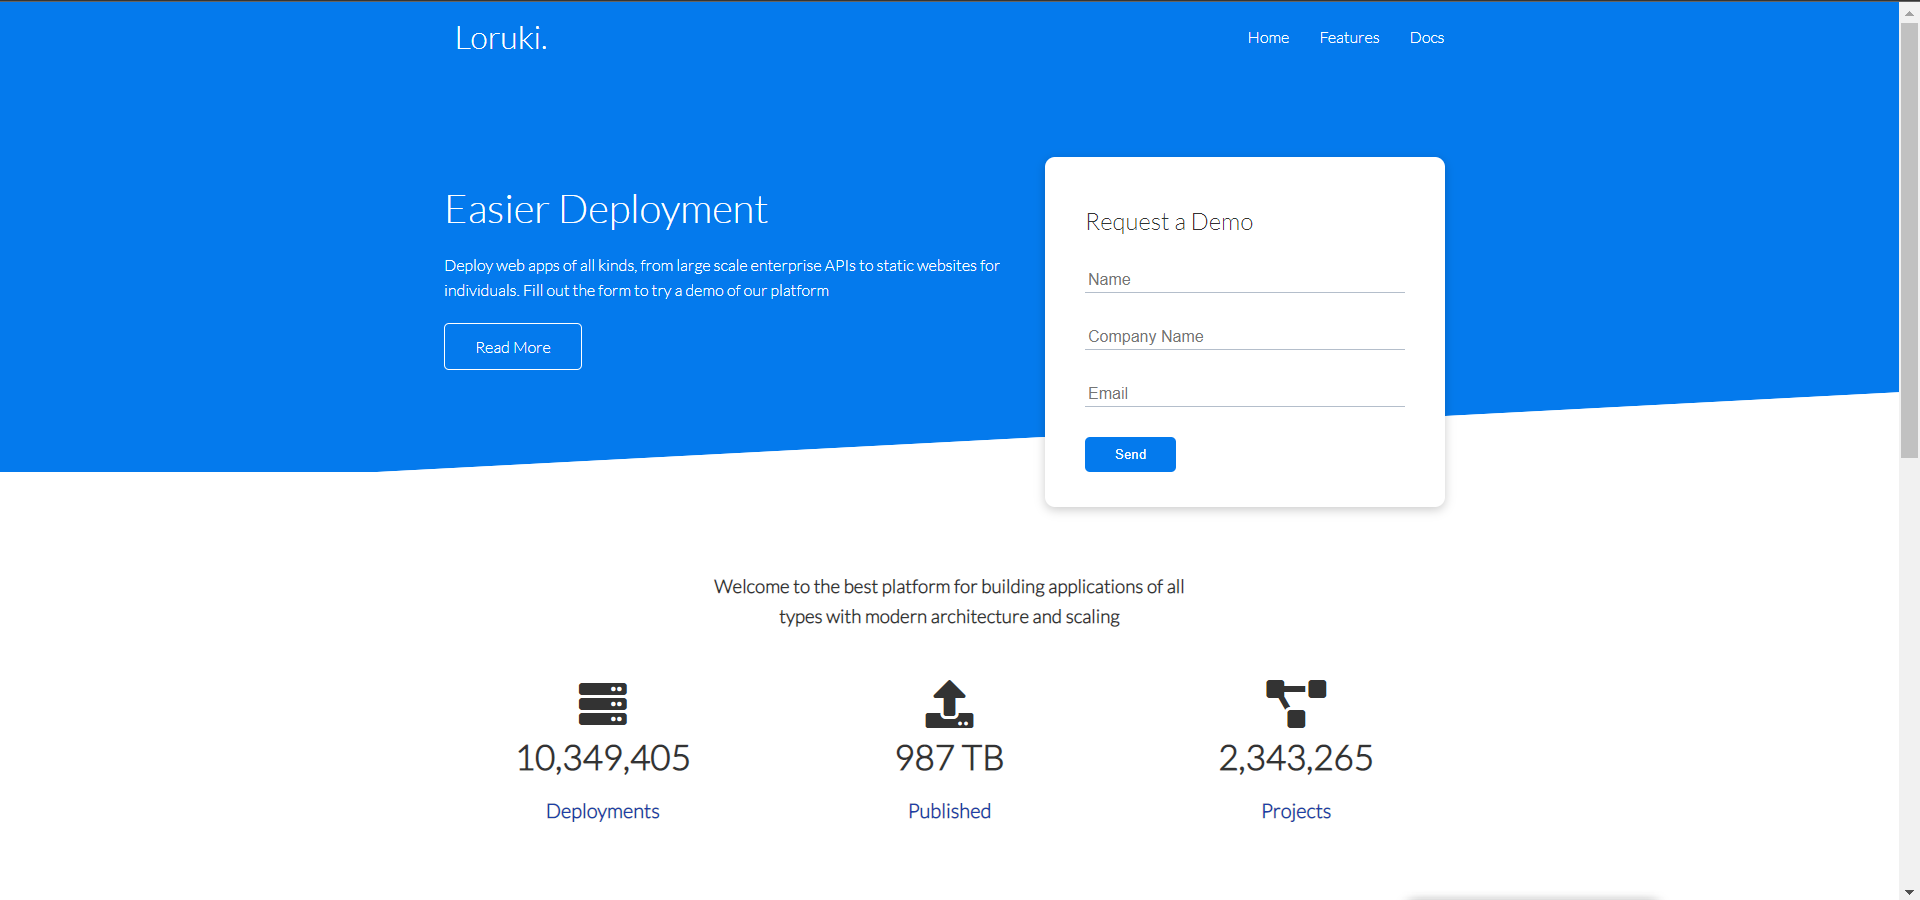 Loruki.
Home Features Docs
Easier Deployment
Deploy web apps of all kinds, from large scale enterprise APIs to static websites for
individuals. Fill out the form to try a demo of our platform
Read More
Request a Demo
Name
Company Name
Email
Send
Welcome to the best platform for building applications of all
types with modern architecture and scaling
10,349,405
Deployments
987 TB
Published
2,343,265
Projects